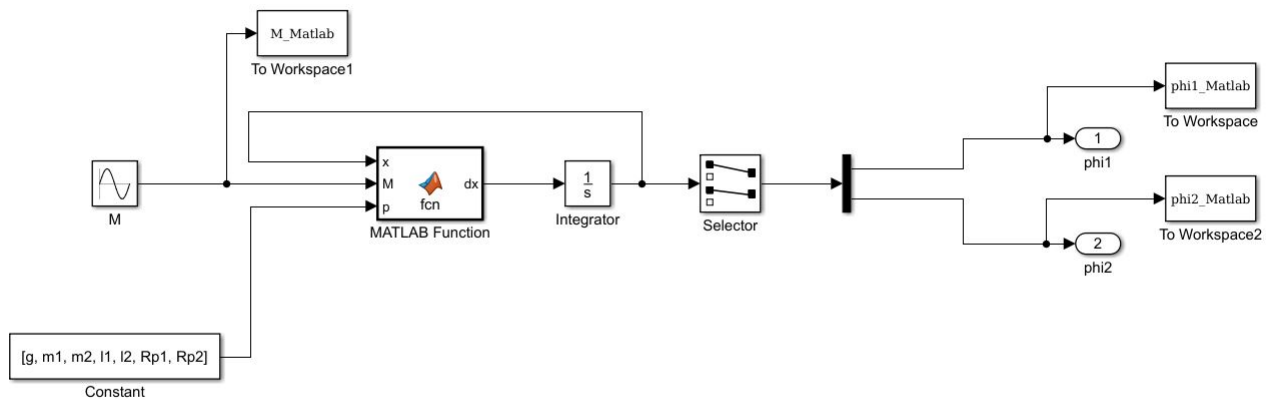 M_Matlab
To Workspace1
phi1_Matlab
To Workspace
1
phi1
x
M
p
dx
fcn
MATLAB Function
M
1
s
Integrator
Selector
phi2_Matlab
To Workspace2
2
phi2
[g, m1, m2, l1, l2, Rp1, Rp2]
Constant